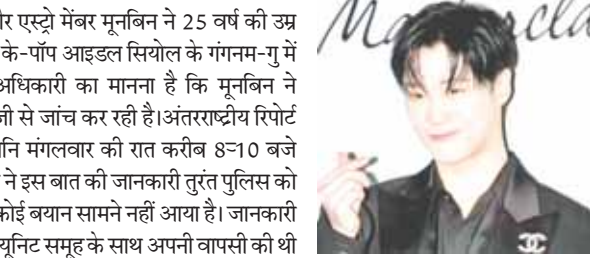 र एस्ट्रो मेंबर मूनबिन ने 25 वर्ष की उम्र
के-पॉप आइडल सियोल के गंगनम-गु में
अधिकारी का मानना है कि मूनबिन ने
जी से जांच कर रही है।अंतरराष्ट्रीय रिपोर्ट
नि मंगलवार की रात करीब 8-10 बजे
ने इस बात की जानकारी तुरंत पुलिस को
कोई बयान सामने नहीं आया है। जानकारी
यूनिट समूह के साथ अपनी वापसी की थी